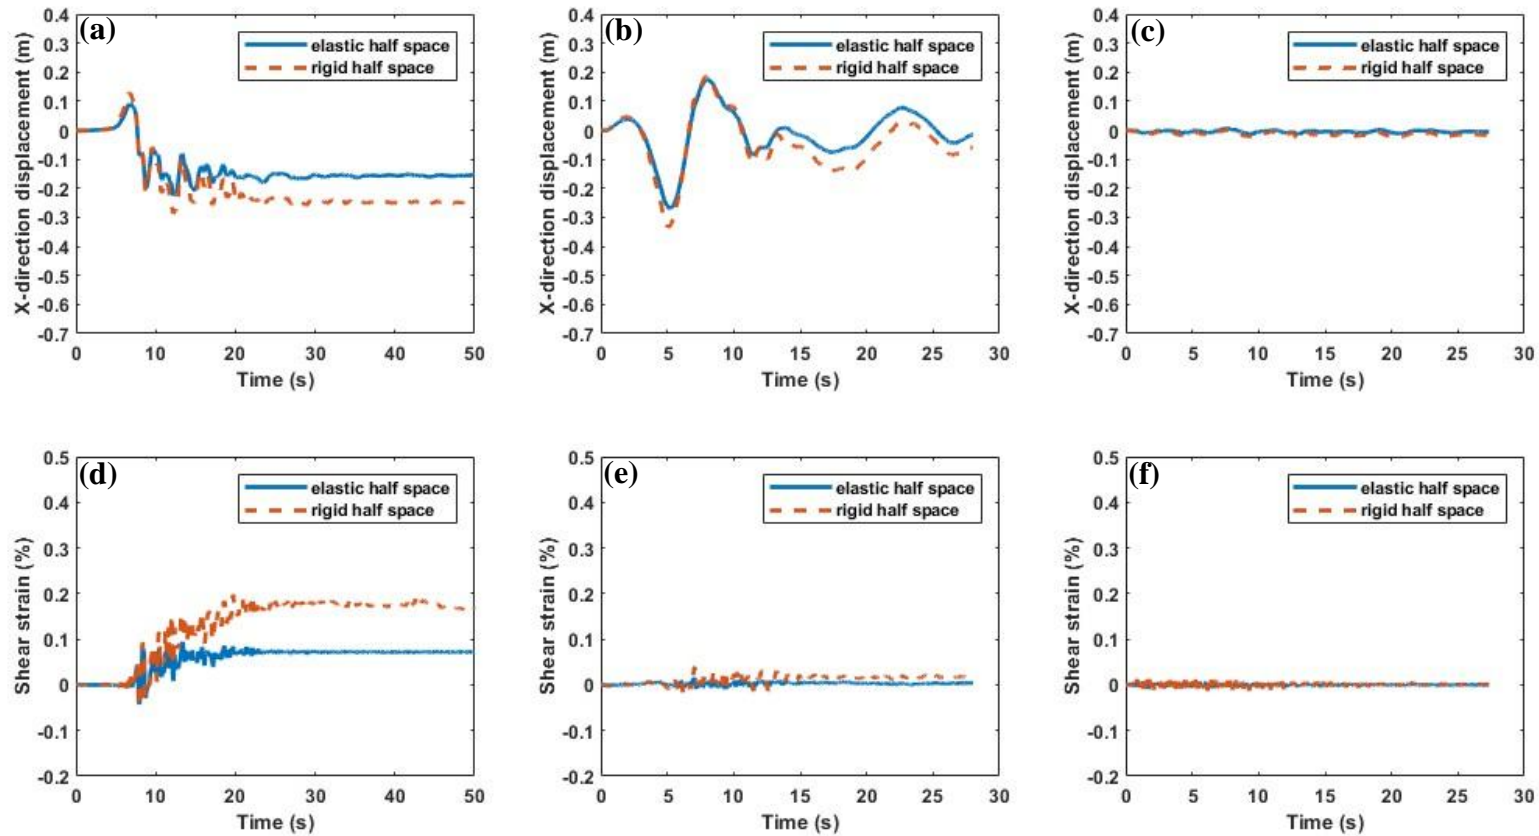 (a)
elastic half space
rigid half space
X-direction displacement (m)
0.4
0.3
0.2
0.1
0
-0.1
-0.2
-0.3
-0.4
-0.5
-0.6
-0.7
0 10 20 30 40 50
Time (s)
(b)
elastic half space
rigid half space
X-direction displacement (m)
0.4
0.3
0.2
0.1
0
-0.1
-0.2
-0.3
-0.4
-0.5
-0.6
-0.7
0 5 10 15 20 25 30
Time (s)
(c)
elastic half space
rigid half space
X-direction displacement (m)
0.4
0.3
0.2
0.1
0
-0.1
-0.2
-0.3
-0.4
-0.5
-0.6
-0.7
0 5 10 15 20 25 30
Time (s)
(d)
elastic half space
rigid half space
Shear strain (%)
0.5
0.4
0.3
0.2
0.1
0
-0.1
-0.2
0 10 20 30 40 50
Time (s)
(e)
elastic half space
rigid half space
Shear strain (%)
0.5
0.4
0.3
0.2
0.1
0
-0.1
-0.2
0 5 10 15 20 25 30
Time (s)
(f)
elastic half space
rigid half space
Shear strain (%)
0.5
0.4
0.3
0.2
0.1
0
-0.1
-0.2
0 5 10 15 20 25 30
Time (s)